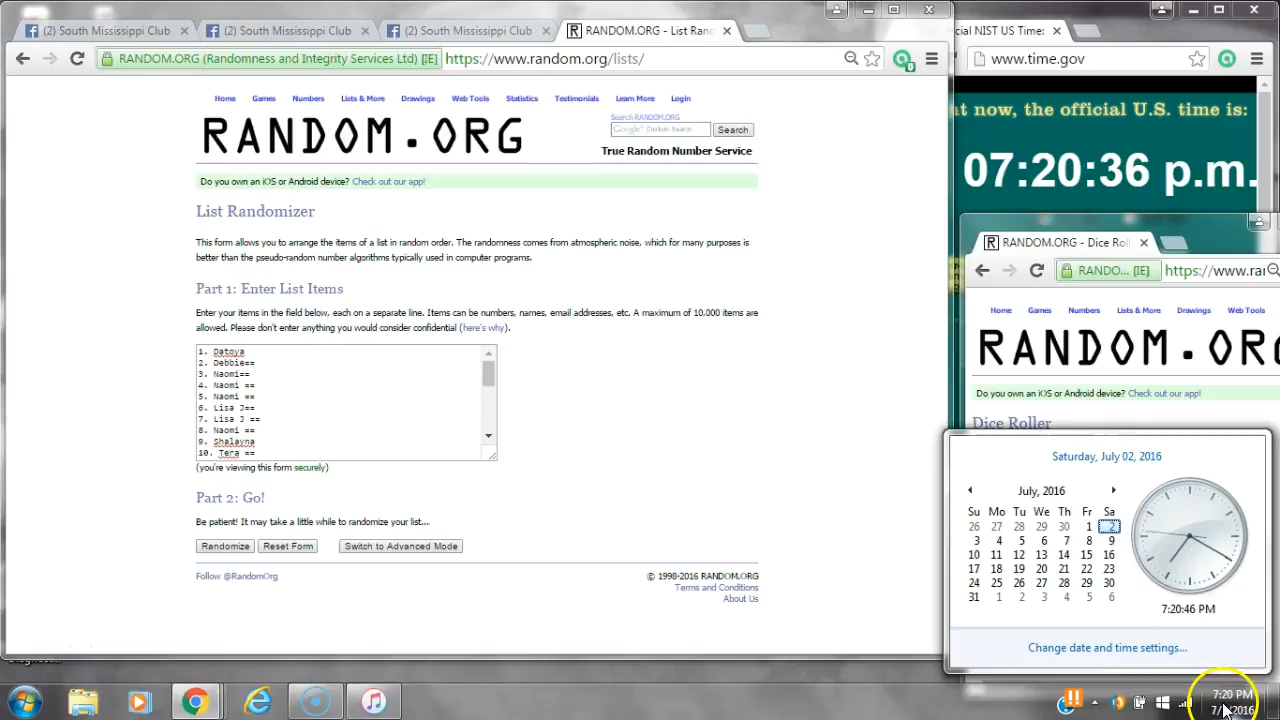 (2) South Mississippi Club
(2) South Mississippi Club
(2) South Mississippi Club
RANDOM.ORG - List Ranc
cial NIST US Time:
RANDOM.ORG (Randomness and Integrity Services Ltd) [IE]
https://www.random.org/lists/
www.time.gov
Home Games Numbers Lists & More Drawings Web Tools Statistics Testimonials Learn More Login
RANDOM.ORG
Search RANDOM.ORG
Google™ Custom Search
Search
True Random Number Service
Do you own an iOS or Android device? Check out our app!
List Randomizer
This form allows you to arrange the items of a list in random order. The randomness comes from atmospheric noise, which for many purposes is
better than the pseudo-random number algorithms typically used in computer programs.
Part 1: Enter List Items
Enter your items in the field below, each on a separate line. Items can be numbers, names, email addresses, etc. A maximum of 10,000 items are
allowed. Please don't enter anything you would consider confidential (here's why).
1. Datoya
2. Debbie==
3. Naomi==
4. Naomi ==
5. Naomi ==
6. Lisa J==
7. Lisa J ==
8. Naomi ==
9. Shalayna
10. Tera ==
(you're viewing this form securely)
Part 2: Go!
Be patient! It may take a little while to randomize your list...
Randomize Reset Form Switch to Advanced Mode
Follow @RandomOrg
© 1998-2016 RANDOM.ORG
Terms and Conditions
About Us
t now, the official U.S. time is:
07:20:36 p.m.
RANDOM.ORG - Dice Roll
RANDO... [IE]
https://www.rar
Home Games Numbers Lists & More Drawings Web Tools
RANDOM.ORG
Do you own an iOS or Android device? Check out our app!
Dice Roller
Saturday, July 02, 2016
July, 2016
Su Mo Tu We Th Fr Sa
26 27 28 29 30 1 2
3 4 5 6 7 8 9
10 11 12 13 14 15 16
17 18 19 20 21 22 23
24 25 26 27 28 29 30
31 1 2 3 4 5 6
7:20:46 PM
Change date and time settings...
7:20 PM